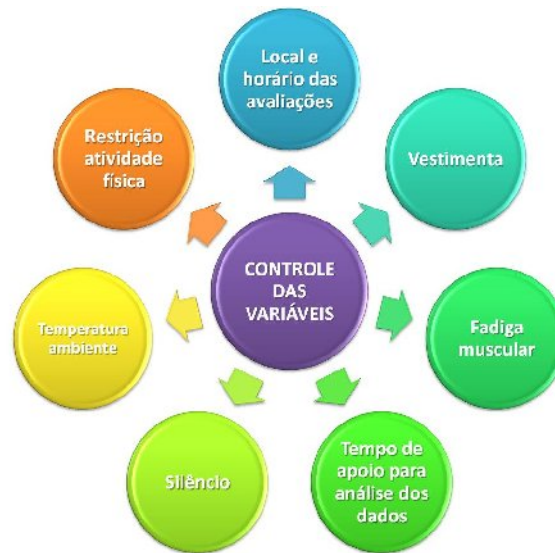 Local e
horário das
avaliações
Vestimenta
Fadiga
muscular
Tempo de
apoio para
análise dos
dados
Silêncio
Temperatura
ambiente
Restrição
atividade
física
CONTROLE
DAS
VARIÁVEIS